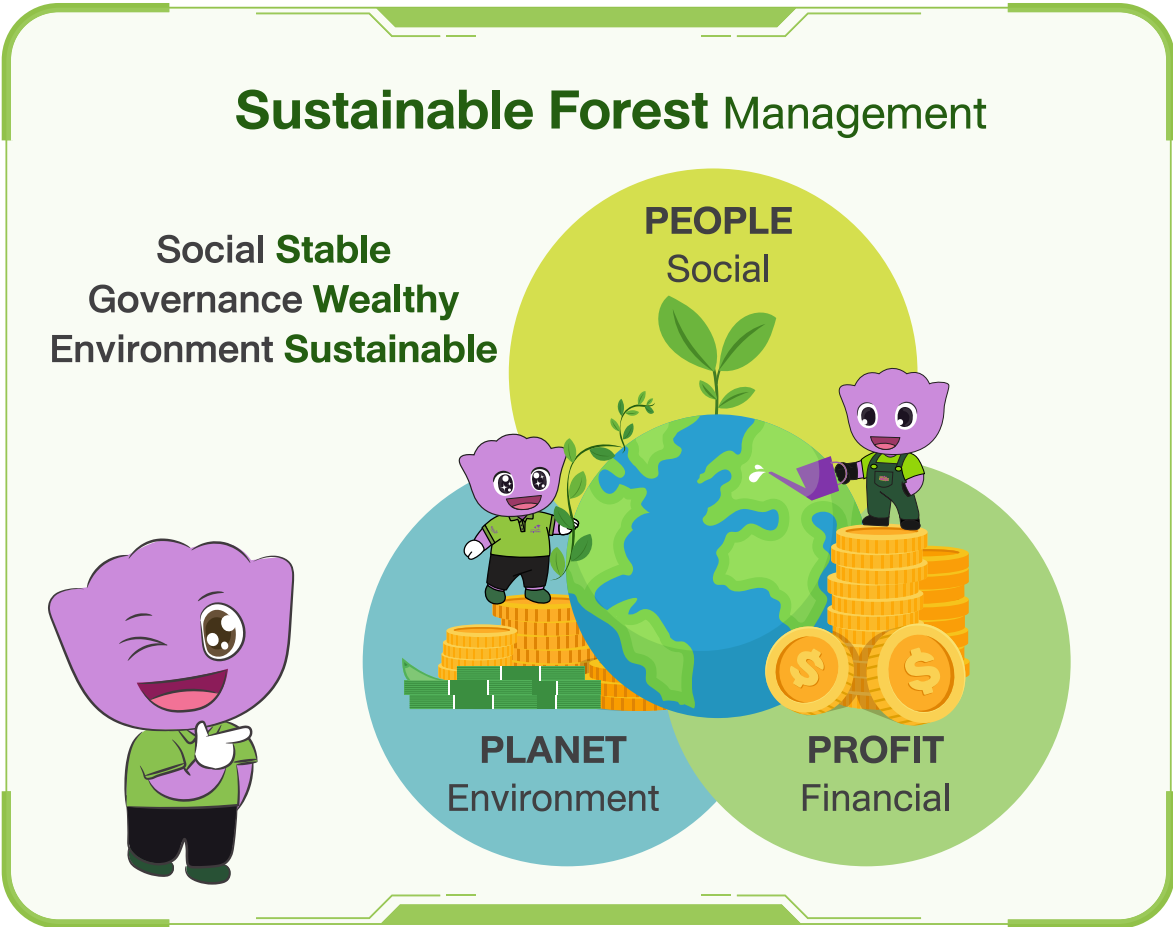 Sustainable Forest Management
Social Stable
Governance Wealthy
Environment Sustainable
PEOPLE
Social
PLANET
Environment
PROFIT
Financial
$
$